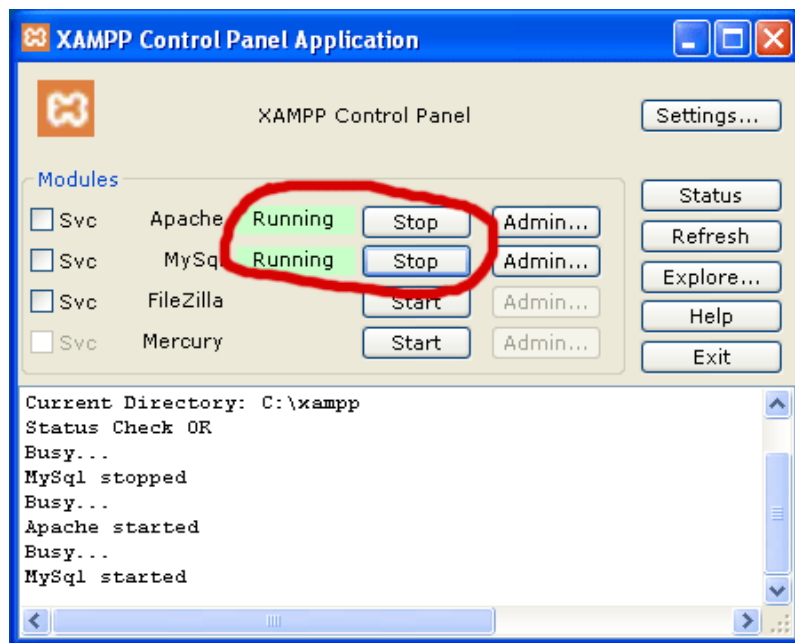 XAMPP Control Panel Application
XAMPP Control Panel
Settings...
Modules
Svc Apache Running Stop Admin...
Svc MySql Running Stop Admin...
Svc FileZilla Start Admin...
Svc Mercury Start Admin...
Status
Refresh
Explore...
Help
Exit
Current Directory: C:\xampp
Status Check OK
Busy...
MySql stopped
Busy...
Apache started
Busy...
MySql started